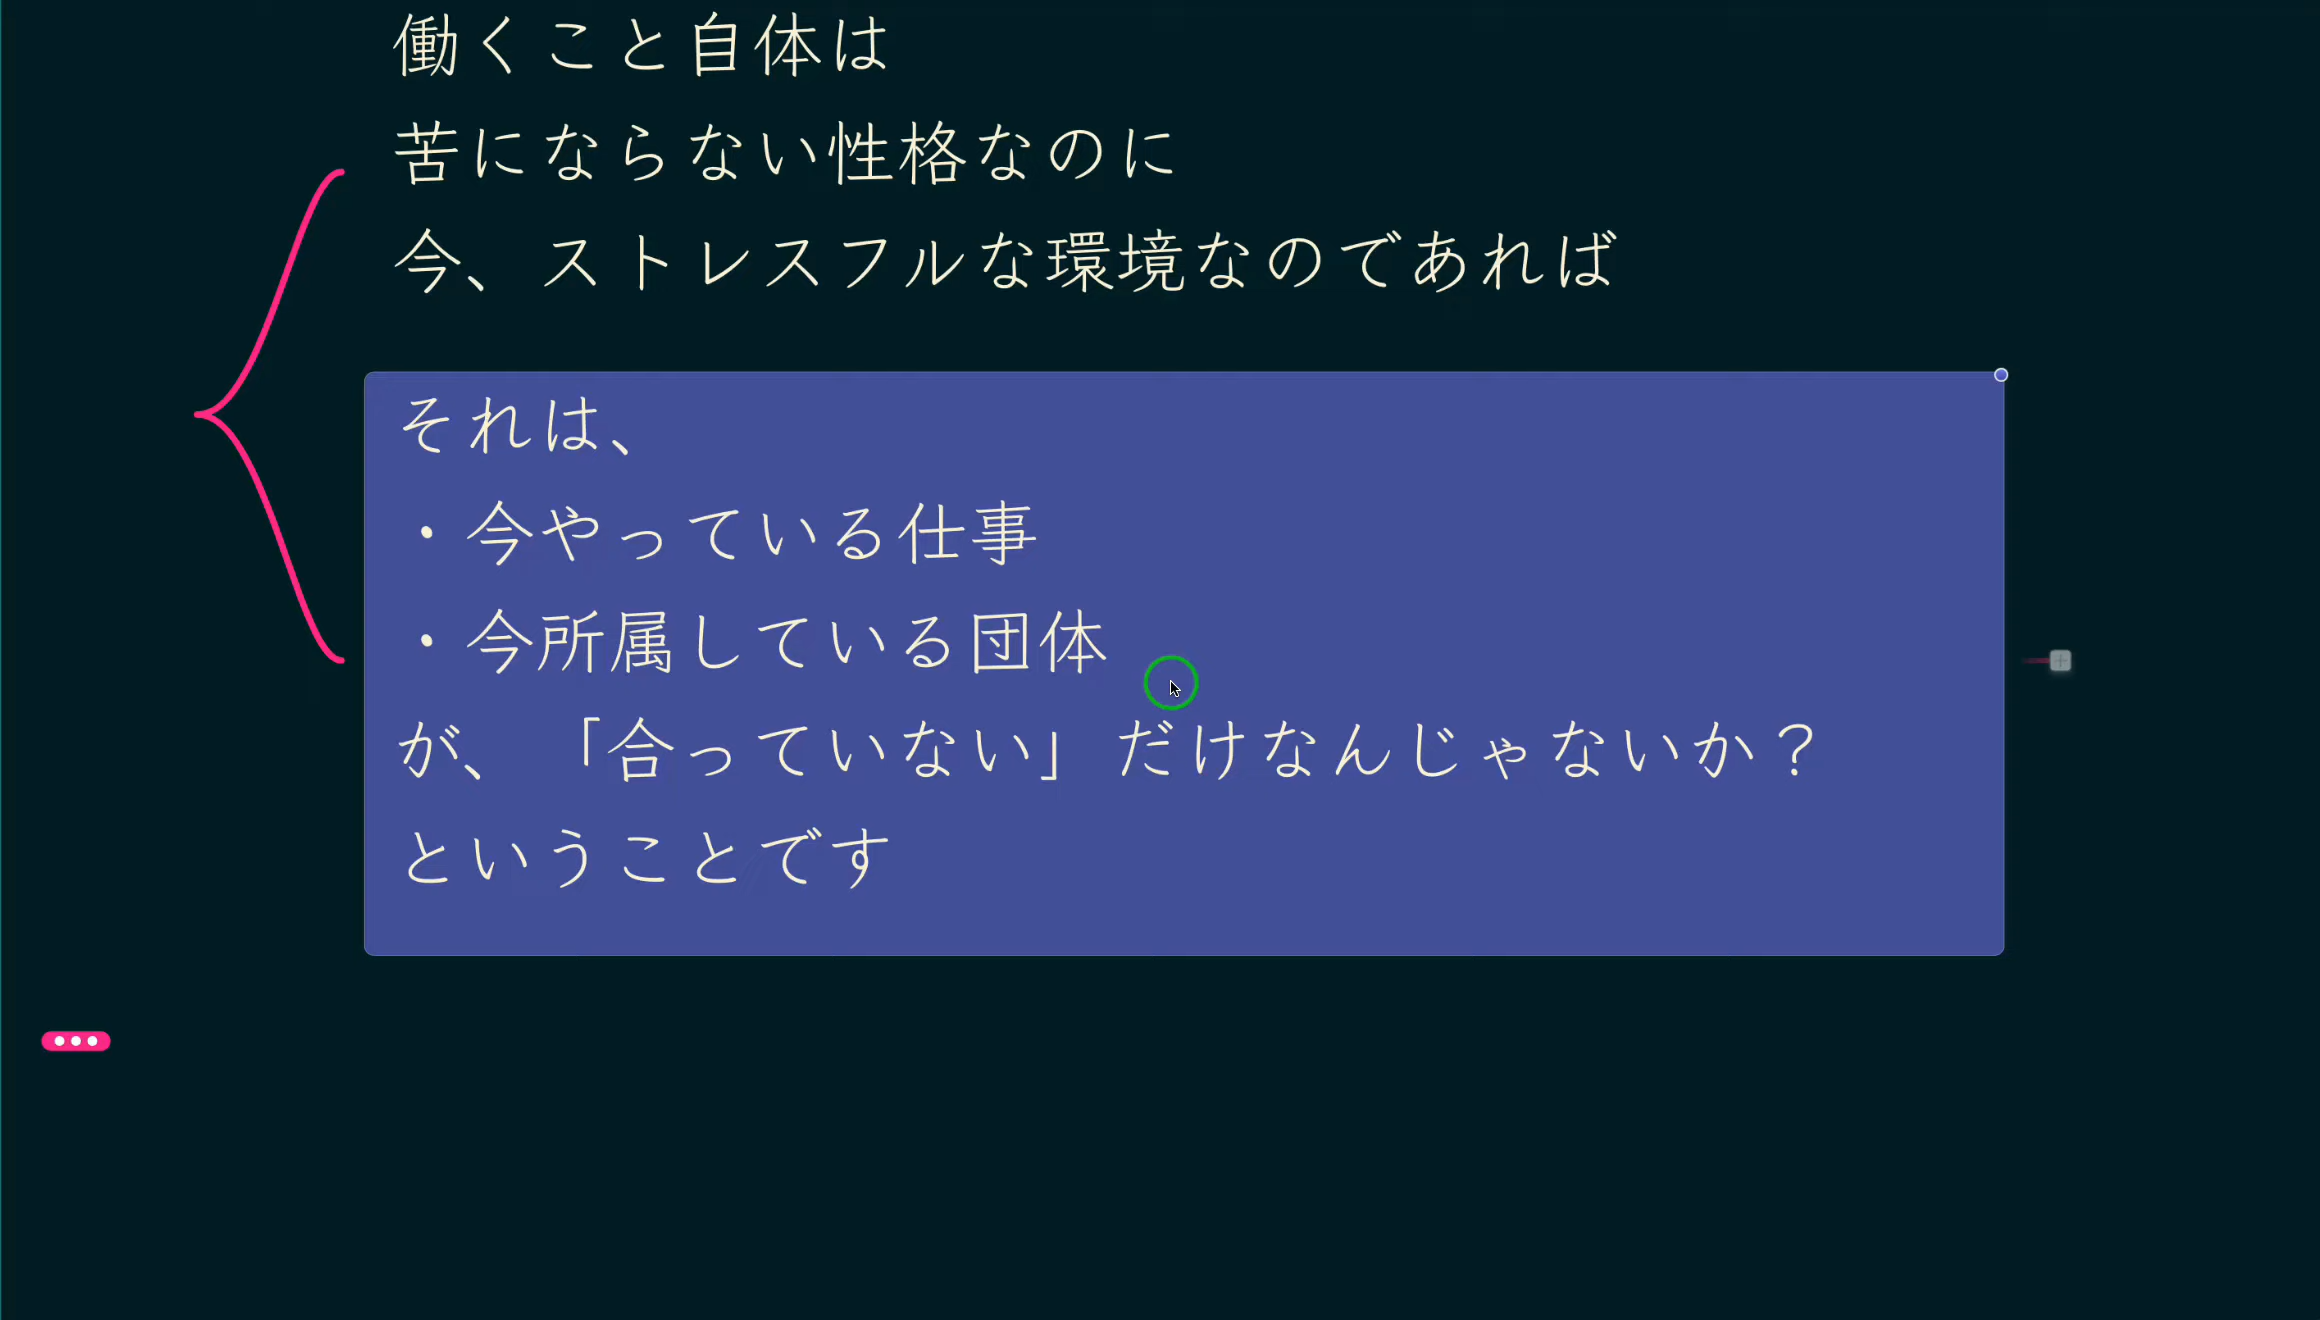 働くこと自体は
苦にならない性格なのに
今、ストレスフルな環境なのであれば
それは、
・今やっている仕事
・今所属している団体
が、「合っていない」だけなんじゃないか？
ということです